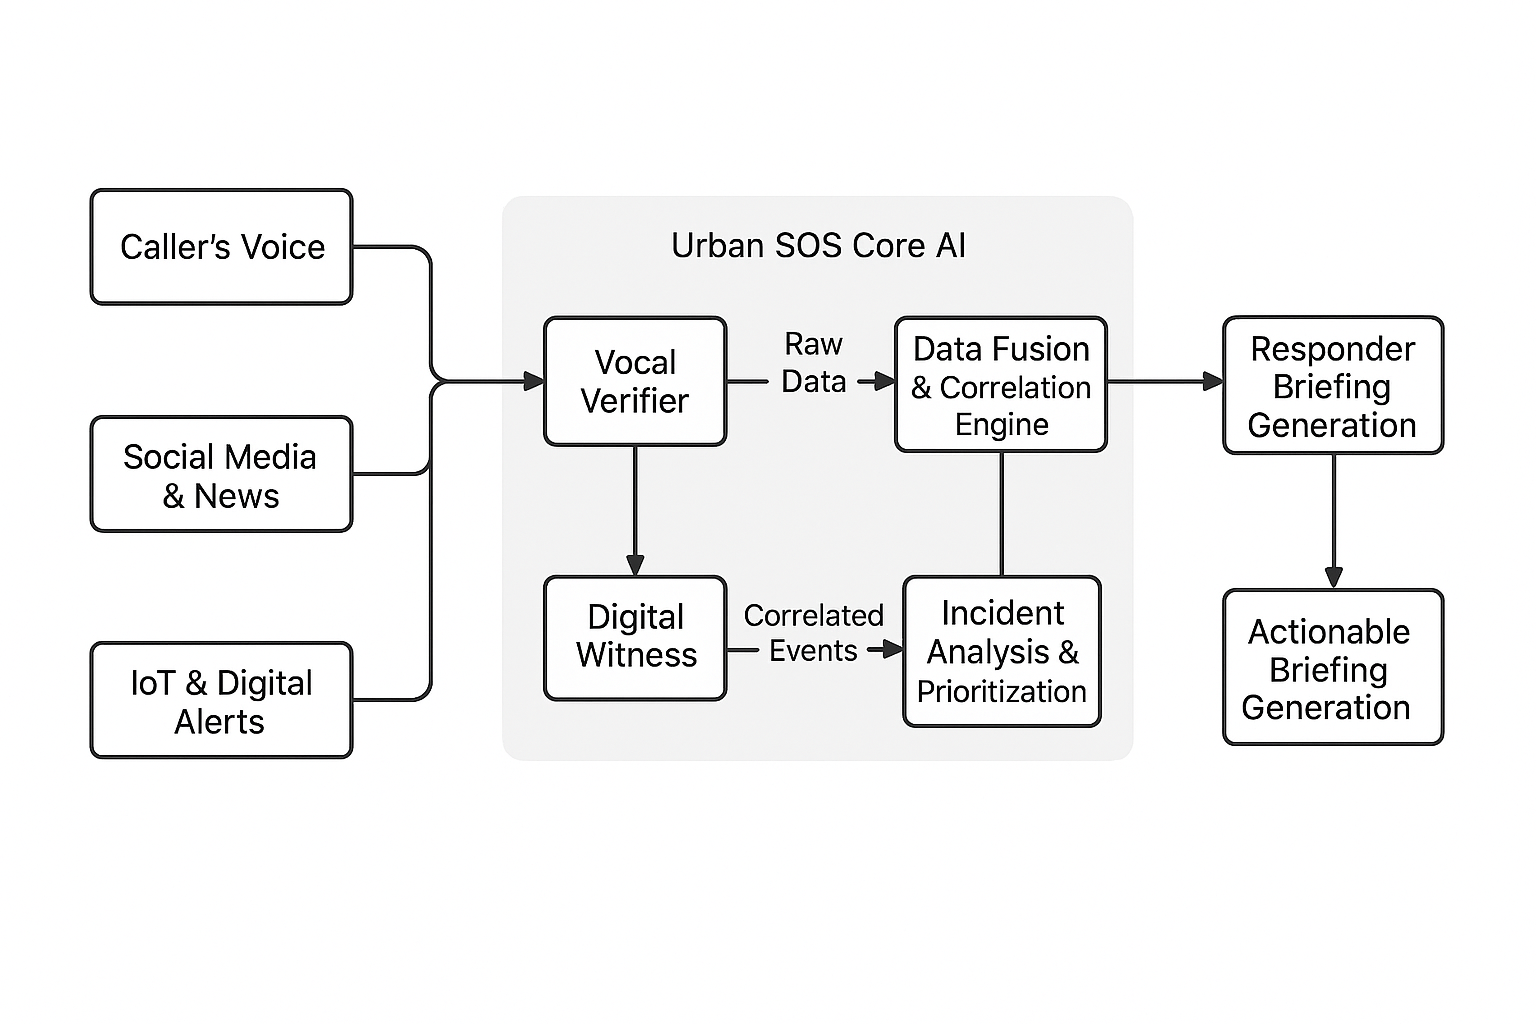 Caller's Voice
Social Media
& News
IoT & Digital
Alerts
Urban SOS Core AI
Vocal
Verifier
Raw
Data
Data Fusion
& Correlation
Engine
Digital
Witness
Correlated
Events
Incident
Analysis &
Prioritization
Responder
Briefing
Generation
Actionable
Briefing
Generation